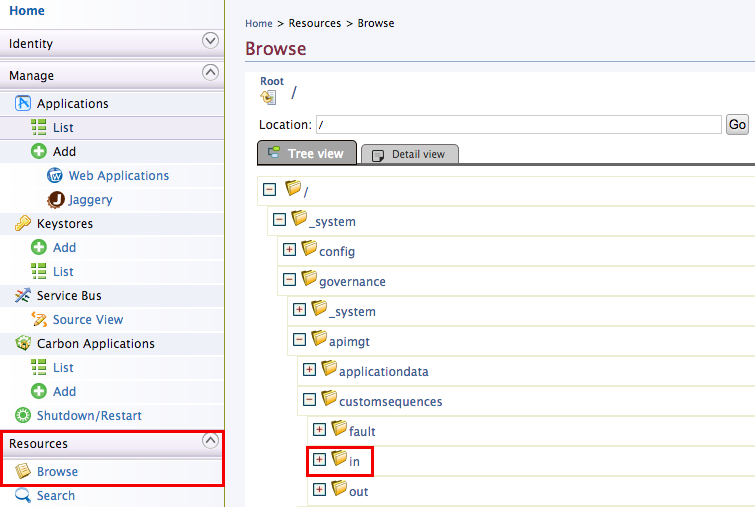 Home
Identity
Manage
Applications
List
Add
Web Applications
Jaggery
Keystores
Add
List
Service Bus
Source View
Carbon Applications
List
Add
Shutdown/Restart
Resources
Browse
Search
Home > Resources > Browse
Browse
Root
/
Location: /
Go
Tree view
Detail view
/
_system
config
governance
_system
apimgt
applicationdata
customsequences
fault
in
out